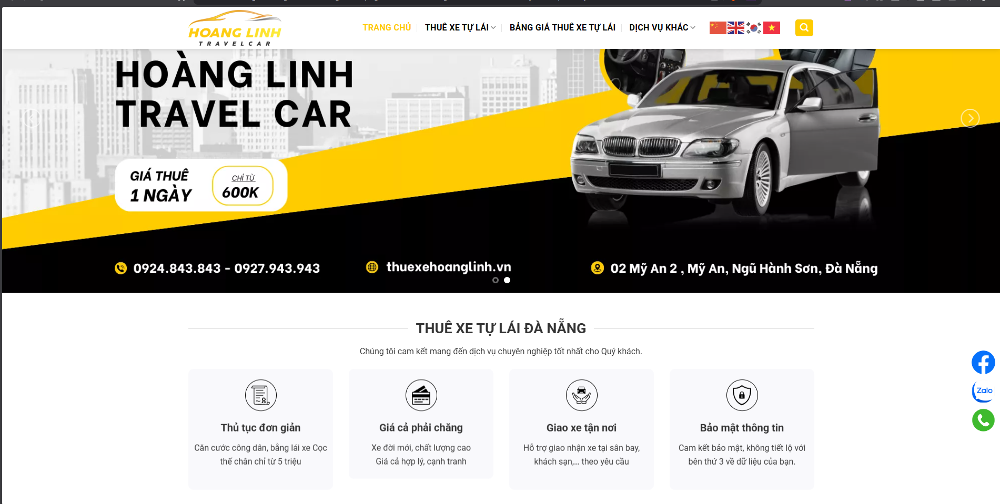 HOANG LINH
TRAVELCAR
TRANG CHỦ
THUÊ XE TỰ LÁI
BẢNG GIÁ THUÊ XE TỰ LÁI
DỊCH VỤ KHÁC
HOÀNG LINH
TRAVEL CAR
GIÁ THUÊ
1 NGÀY
CHỈ TỪ
600K
0924.843.843 - 0927.943.943
thuexehoanglinh.vn
02 Mỹ An 2 , Mỹ An, Ngũ Hành Sơn, Đà Nẵng
THUÊ XE TỰ LÁI ĐÀ NẴNG
Chúng tôi cam kết mang đến dịch vụ chuyên nghiệp tốt nhất cho Quý khách.
Thủ tục đơn giản
Căn cước công dân, bằng lái xe Cọc
thế chân chỉ từ 5 triệu
Giá cả phải chăng
Xe đời mới, chất lượng cao
Giá cả hợp lý, cạnh tranh
Giao xe tận nơi
Hỗ trợ giao nhận xe tại sân bay,
khách sạn,... theo yêu cầu
Bảo mật thông tin
Cam kết bảo mật, không tiết lộ với
bên thứ 3 về dữ liệu của bạn.
Zalo